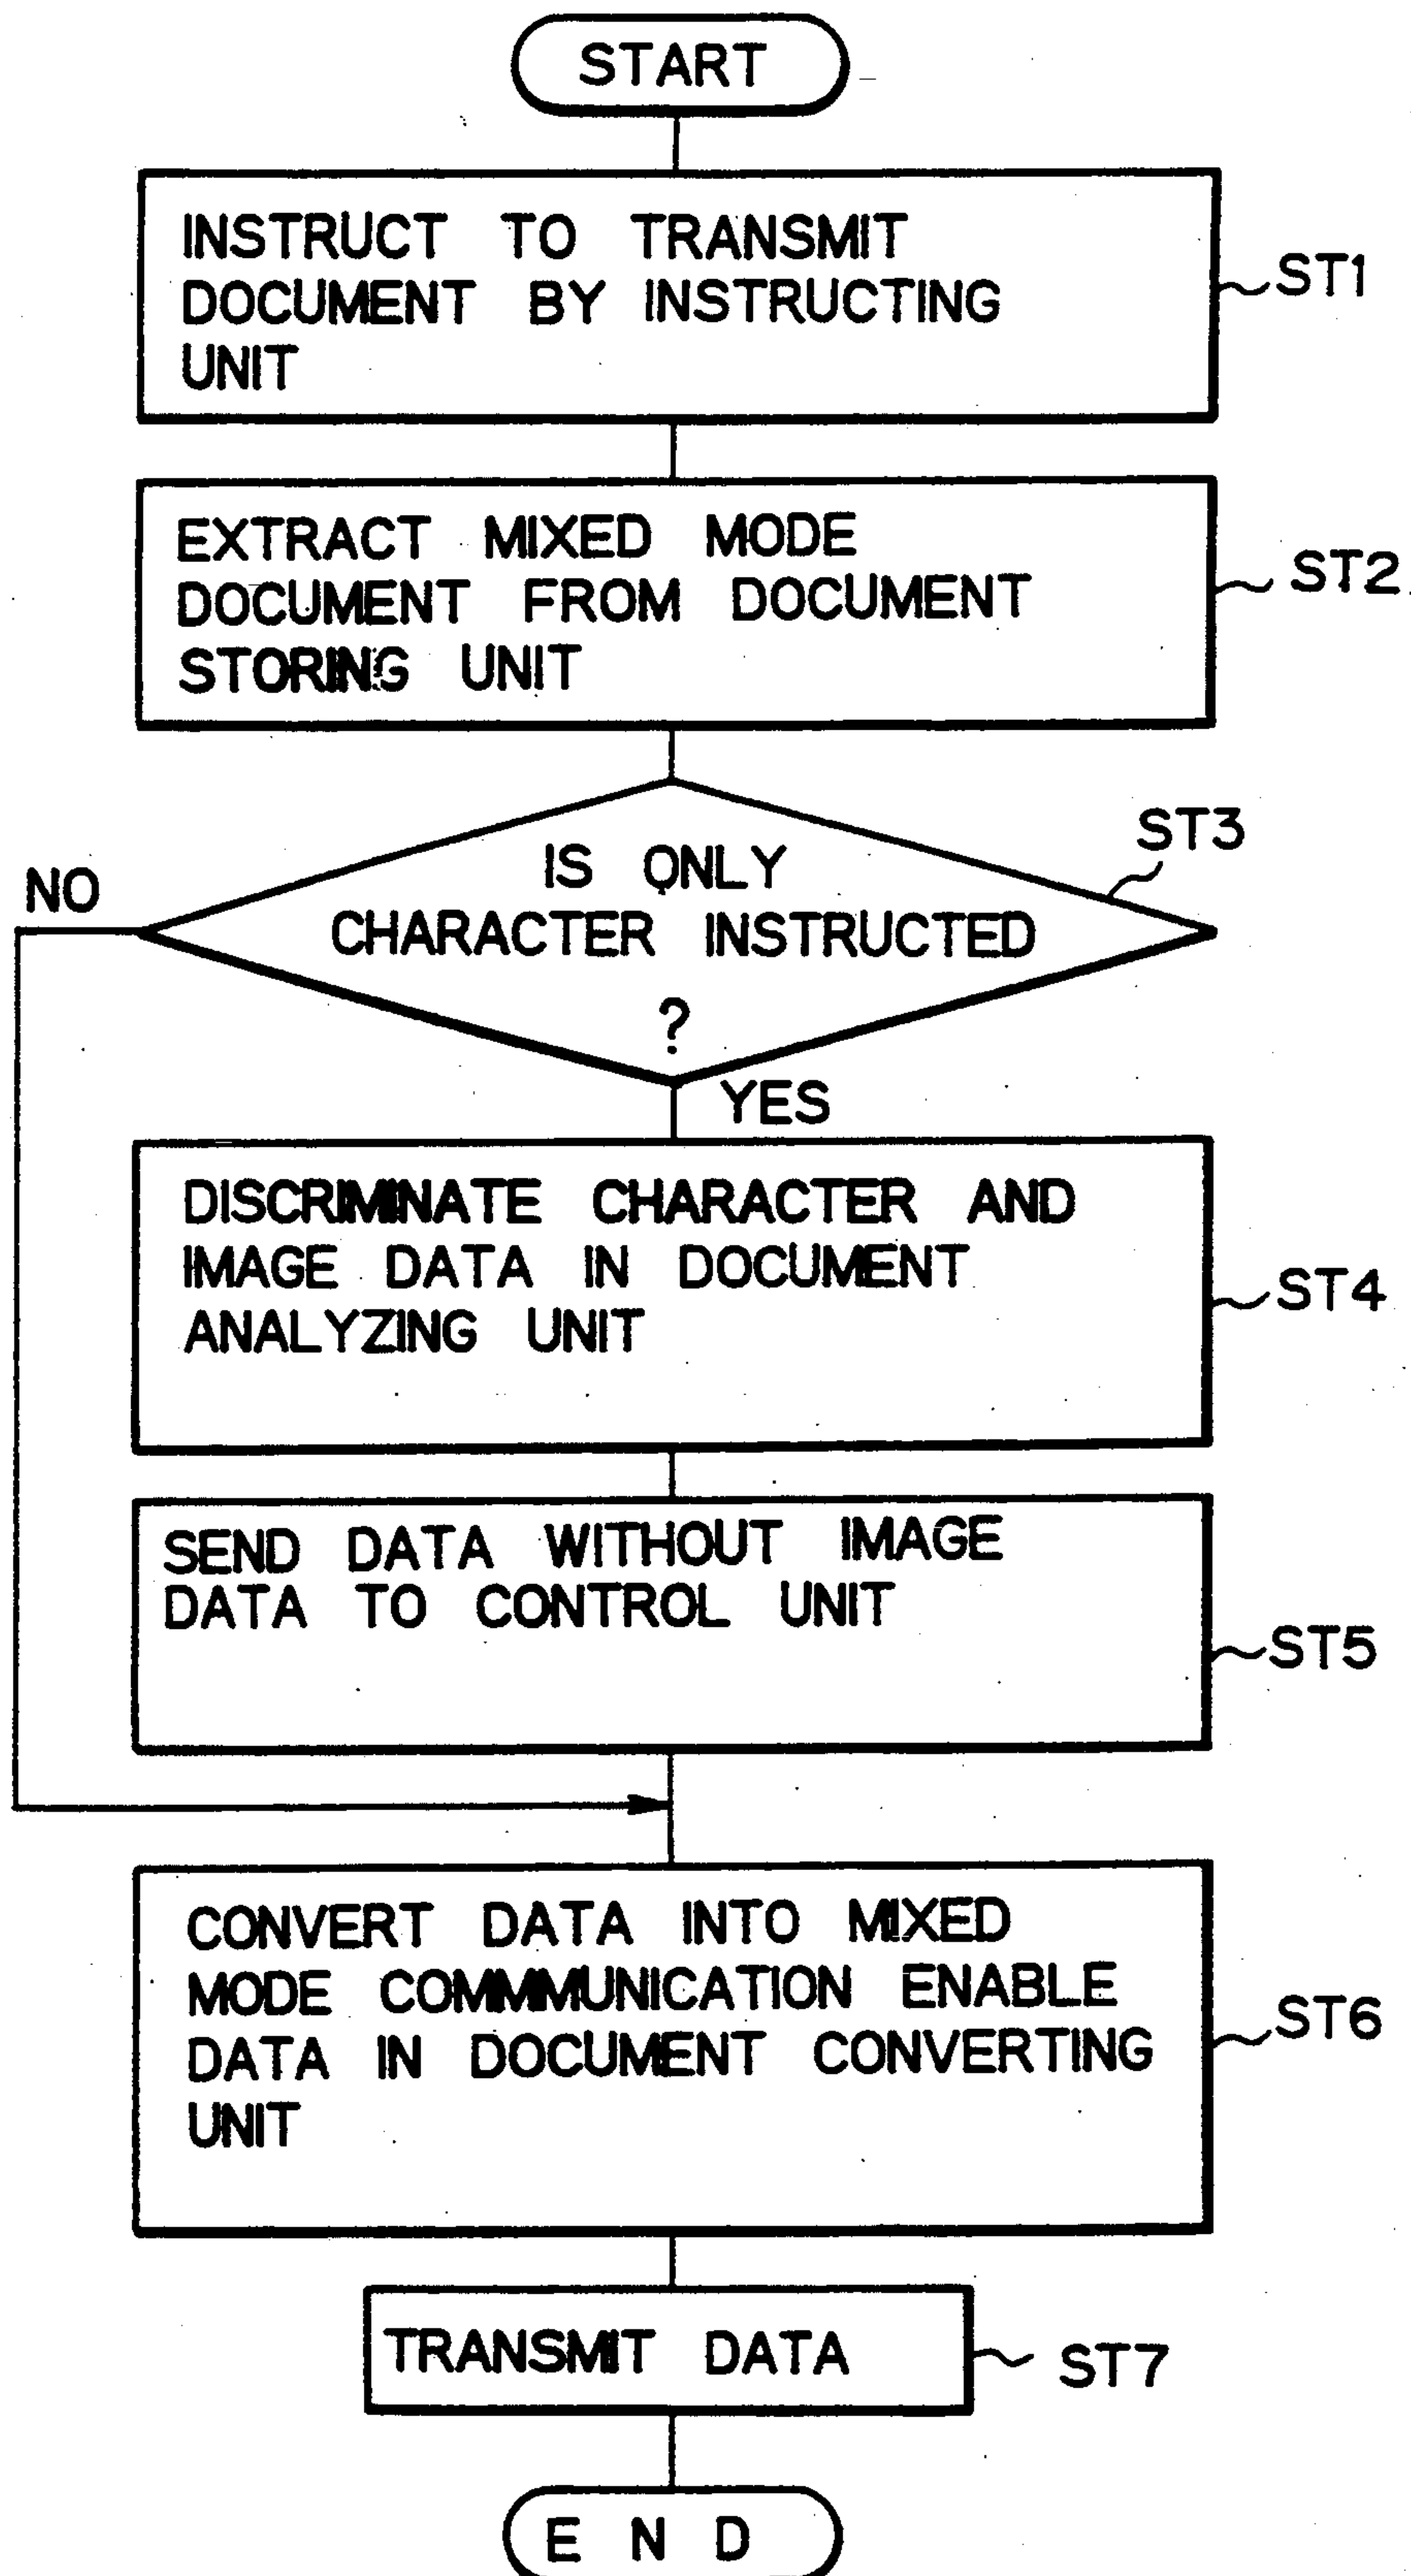 START
INSTRUCT TO TRANSMIT
DOCUMENT BY INSTRUCTING
UNIT
ST1
EXTRACT MIXED MODE
DOCUMENT FROM DOCUMENT
STORING UNIT
ST2
IS ONLY
CHARACTER INSTRUCTED
?
ST3
NO
YES
DISCRIMINATE CHARACTER AND
IMAGE DATA IN DOCUMENT
ANALYZING UNIT
ST4
SEND DATA WITHOUT IMAGE
DATA TO CONTROL UNIT
ST5
CONVERT DATA INTO MIXED
MODE COMMMUNICATION ENABLE
DATA IN DOCUMENT CONVERTING
UNIT
ST6
TRANSMIT DATA
ST7
END